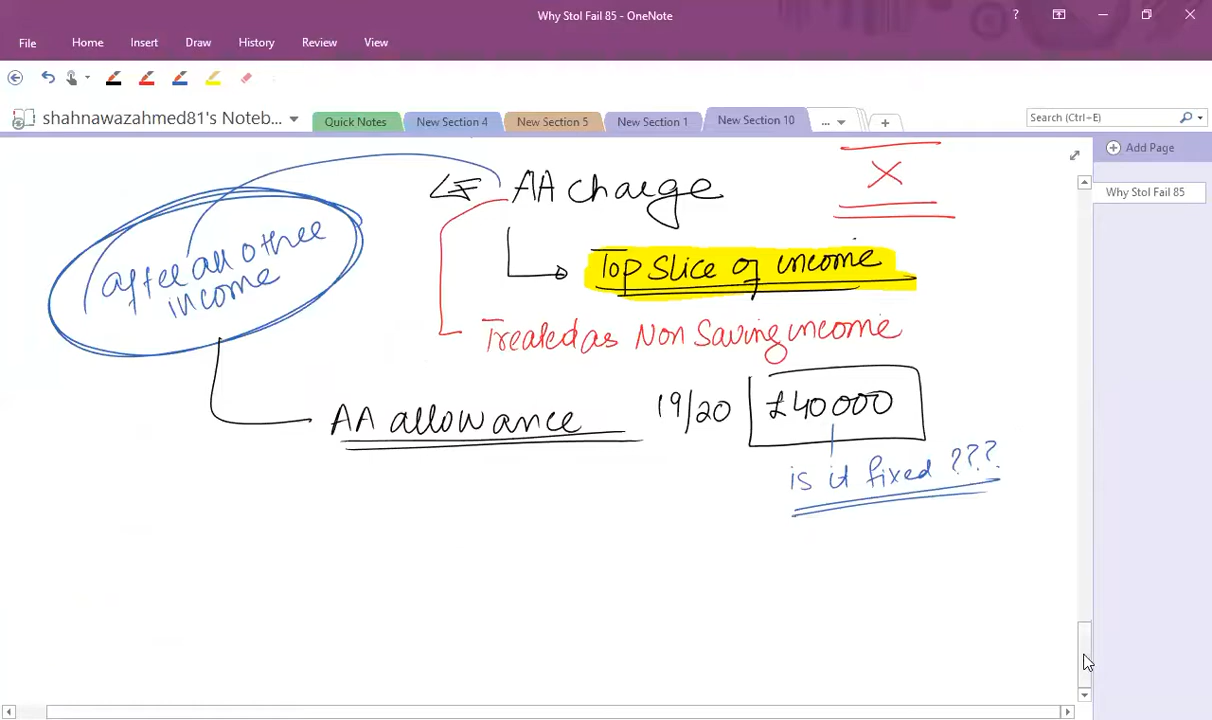 Why Stol Fail 85 - OneNote
?
File Home Insert Draw History Review View
shahnawazahmed81's Noteb...
Quick Notes
New Section 4
New Section 5
New Section 1
New Section 10
...
+
Search (Ctrl+E)
Add Page
Why Stol Fail 85
X
AA charge
after all other
income
Top Slice of income
Treated as Non Saving income
AA allowance 19/20 £40000
is it fixed ???